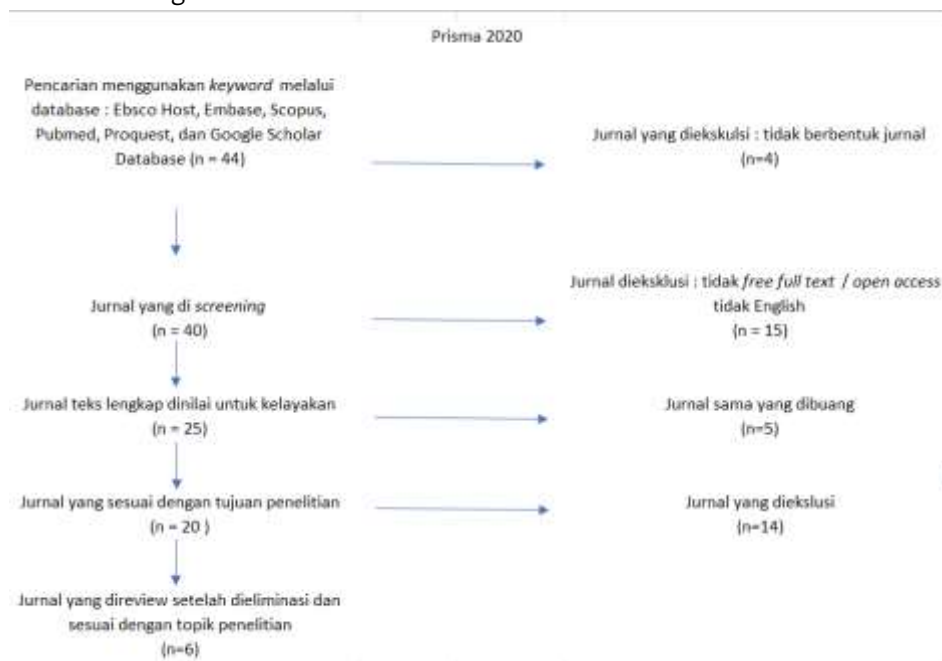 Prisma 2020
Pencarian menggunakan keyword melalui
database : Ebsco Host, Embase, Scopus,
Pubmed, Proquest, dan Google Scholar
Database (n = 44)
Jurnal yang diekskulsi : tidak berbentuk jurnal
(n=4)
Jurnal yang di screening
(n = 40)
Jurnal dieksklusi : tidak free full text / open access
tidak English
(n = 15)
Jurnal teks lengkap dinilai untuk kelayakan
(n = 25)
Jurnal sama yang dibuang
(n=5)
Jurnal yang sesuai dengan tujuan penelitian
(n = 20 )
Jurnal yang diekslusi
(n=14)
Jurnal yang direview setelah dieliminasi dan
sesuai dengan topik penelitian
(n=6)